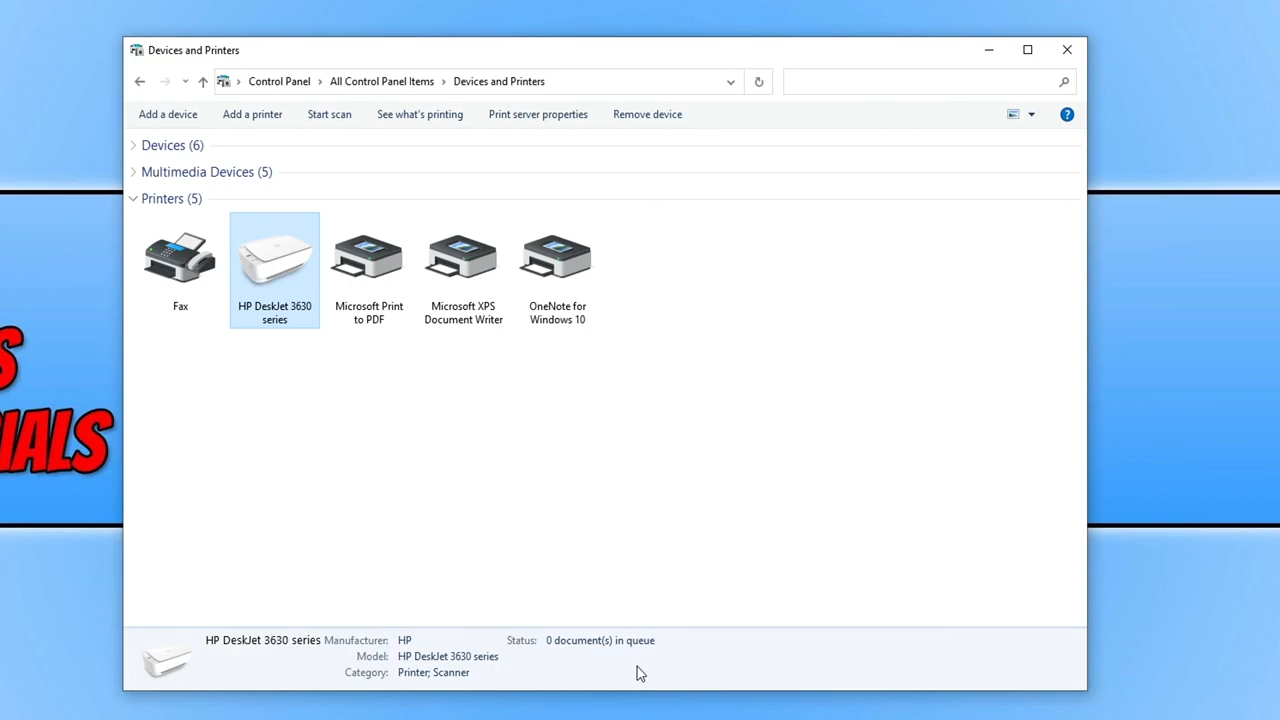 Devices and Printers
Control Panel > All Control Panel Items > Devices and Printers
Add a device Add a printer Start scan See what's printing Print server properties Remove device ?
Devices (6)
Multimedia Devices (5)
Printers (5)
Fax
HP DeskJet 3630
series
Microsoft Print
to PDF
Microsoft XPS
Document Writer
OneNote for
Windows 10
S
IALS
HP DeskJet 3630 series Manufacturer: HP Status: 0 document(s) in queue
Model: HP DeskJet 3630 series
Category: Printer; Scanner